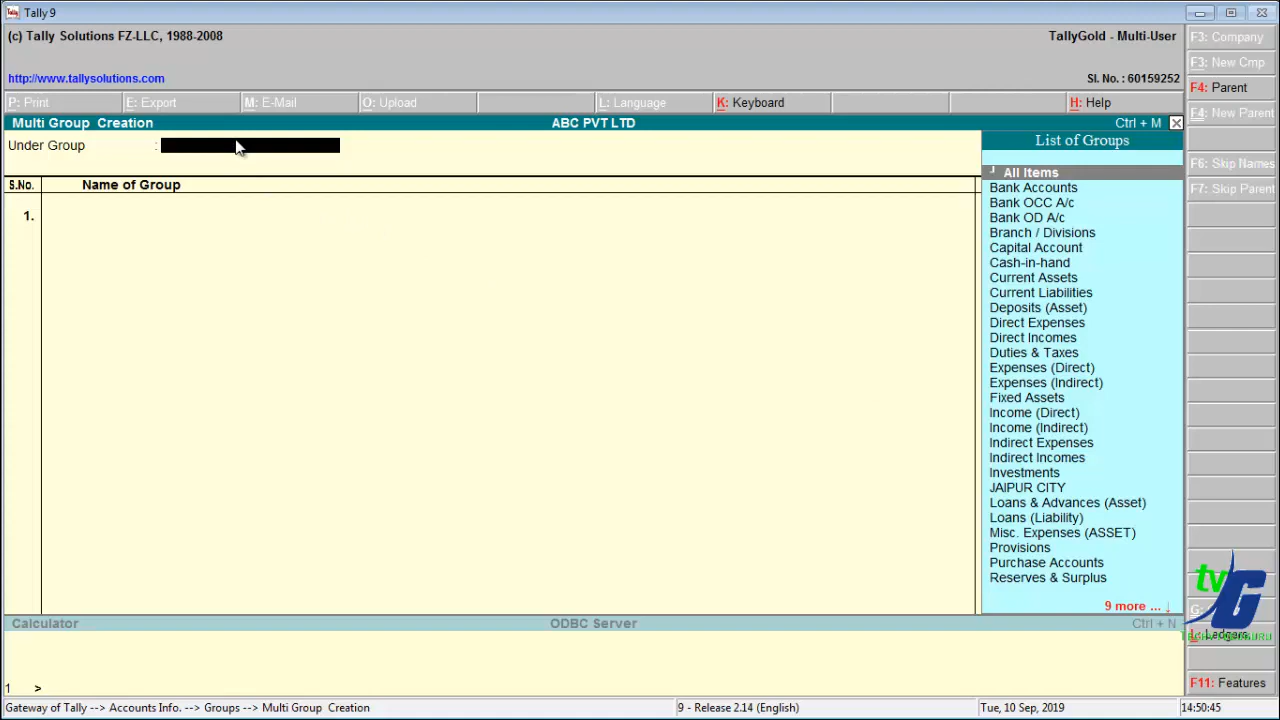 Tally 9
(c) Tally Solutions FZ-LLC, 1988-2008
TallyGold - Multi-User
http://www.tallysolutions.com
Sl. No. : 60159252
P: Print
E: Export
M: E-Mail
O: Upload
L: Language
K: Keyboard
H: Help
Multi Group Creation
ABC PVT LTD
Ctrl + M
Under Group :
S.No.
Name of Group
1.
List of Groups
All Items
Bank Accounts
Bank OCC A/c
Bank OD A/c
Branch / Divisions
Capital Account
Cash-in-hand
Current Assets
Current Liabilities
Deposits (Asset)
Direct Expenses
Direct Incomes
Duties & Taxes
Expenses (Direct)
Expenses (Indirect)
Fixed Assets
Income (Direct)
Income (Indirect)
Indirect Expenses
Indirect Incomes
Investments
JAIPUR CITY
Loans & Advances (Asset)
Loans (Liability)
Misc. Expenses (ASSET)
Provisions
Purchase Accounts
Reserves & Surplus
9 more ... ↓
F3: Company
F3: New Cmp
F4: Parent
F4: New Parent
F6: Skip Names
F7: Skip Parent
G:
L: Ledgers
F11: Features
tv G
Calculator
ODBC Server
Ctrl + N
1 >
Gateway of Tally --> Accounts Info. --> Groups --> Multi Group Creation
9 - Release 2.14 (English)
Tue, 10 Sep, 2019
14:50:45